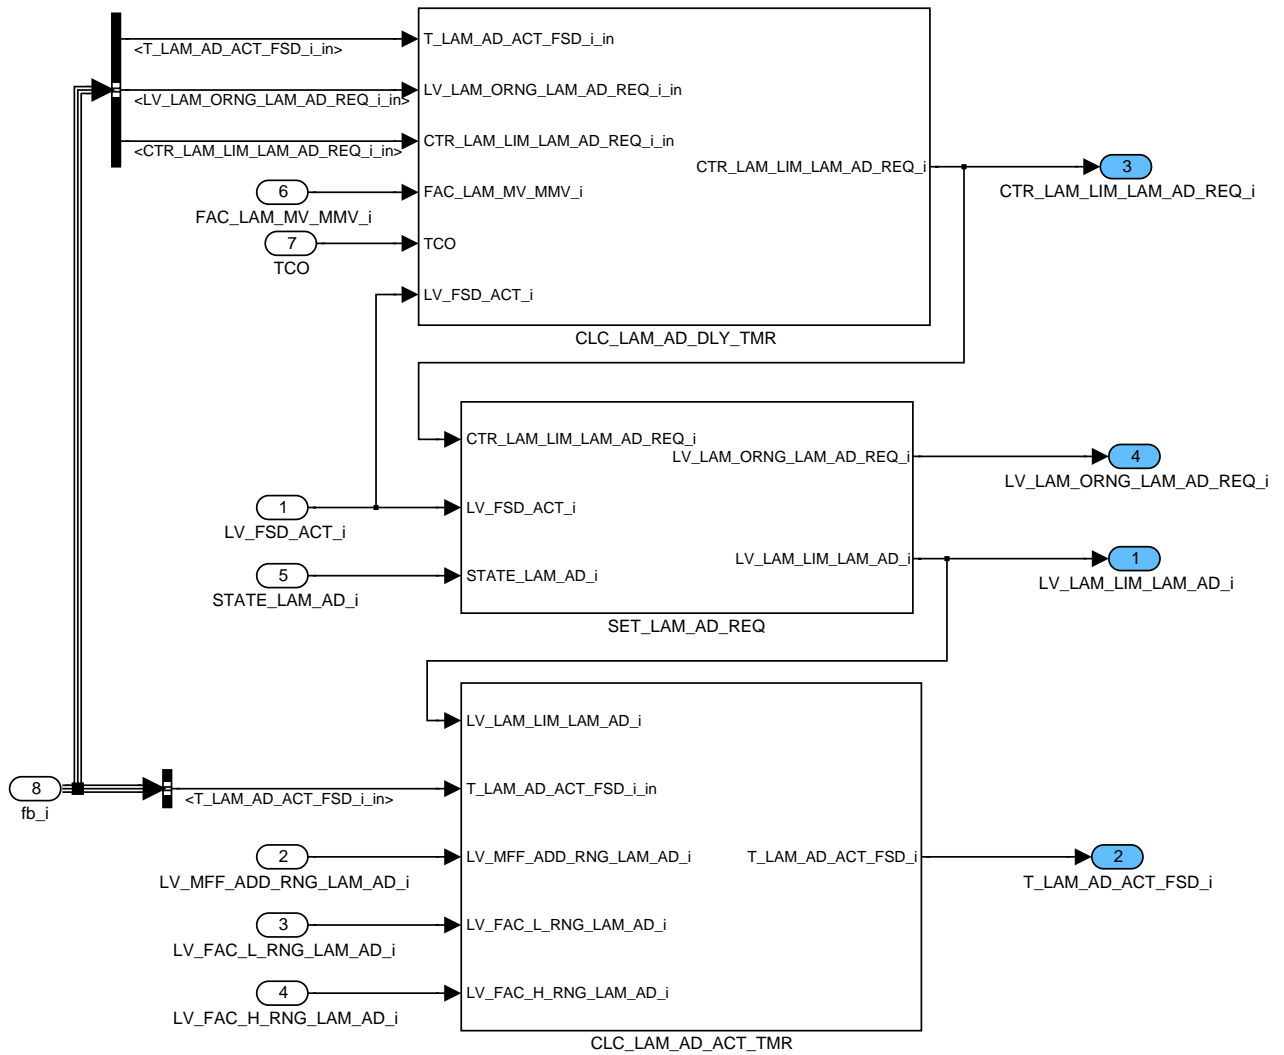 <T_LAM_AD_ACT_FSD_i_in>
T_LAM_AD_ACT_FSD_i_in
<LV_LAM_ORNG_LAM_AD_REQ_i_in>
LV_LAM_ORNG_LAM_AD_REQ_i_in
<CTR_LAM_LIM_LAM_AD_REQ_i_in>
CTR_LAM_LIM_LAM_AD_REQ_i_in
CTR_LAM_LIM_LAM_AD_REQ_i
3
CTR_LAM_LIM_LAM_AD_REQ_i
6
FAC_LAM_MV_MMV_i
FAC_LAM_MV_MMV_i
7
TCO
TCO
LV_FSD_ACT_i
CLC_LAM_AD_DLY_TMR
CTR_LAM_LIM_LAM_AD_REQ_i
LV_LAM_ORNG_LAM_AD_REQ_i
4
LV_LAM_ORNG_LAM_AD_REQ_i
1
LV_FSD_ACT_i
LV_FSD_ACT_i
LV_LAM_LIM_LAM_AD_i
1
LV_LAM_LIM_LAM_AD_i
5
STATE_LAM_AD_i
STATE_LAM_AD_i
SET_LAM_AD_REQ
LV_LAM_LIM_LAM_AD_i
8
fb_i
<T_LAM_AD_ACT_FSD_i_in>
T_LAM_AD_ACT_FSD_i_in
2
LV_MFF_ADD_RNG_LAM_AD_i
LV_MFF_ADD_RNG_LAM_AD_i
T_LAM_AD_ACT_FSD_i
2
T_LAM_AD_ACT_FSD_i
3
LV_FAC_L_RNG_LAM_AD_i
LV_FAC_L_RNG_LAM_AD_i
4
LV_FAC_H_RNG_LAM_AD_i
LV_FAC_H_RNG_LAM_AD_i
CLC_LAM_AD_ACT_TMR